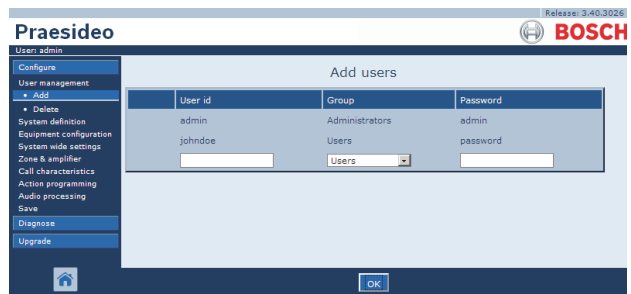 Release: 3.40.3026
Praesideo
BOSCH
User: admin
Configure
User management
• Add
• Delete
System definition
Equipment configuration
System wide settings
Zone & amplifier
Call characteristics
Action programming
Audio processing
Save
Diagnose
Upgrade
Add users
User id Group Password
admin Administrators admin
johndoe Users password
Users
OK